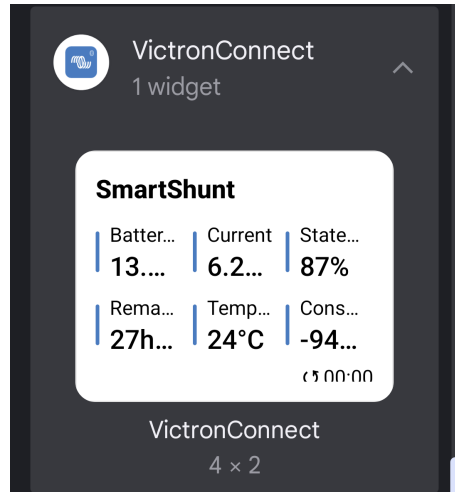 VictronConnect
1 widget
SmartShunt
Batter... Current State...
13.... 6.2... 87%
Rema... Temp... Cons...
27h... 24°C -94...
00:00
VictronConnect
4 × 2